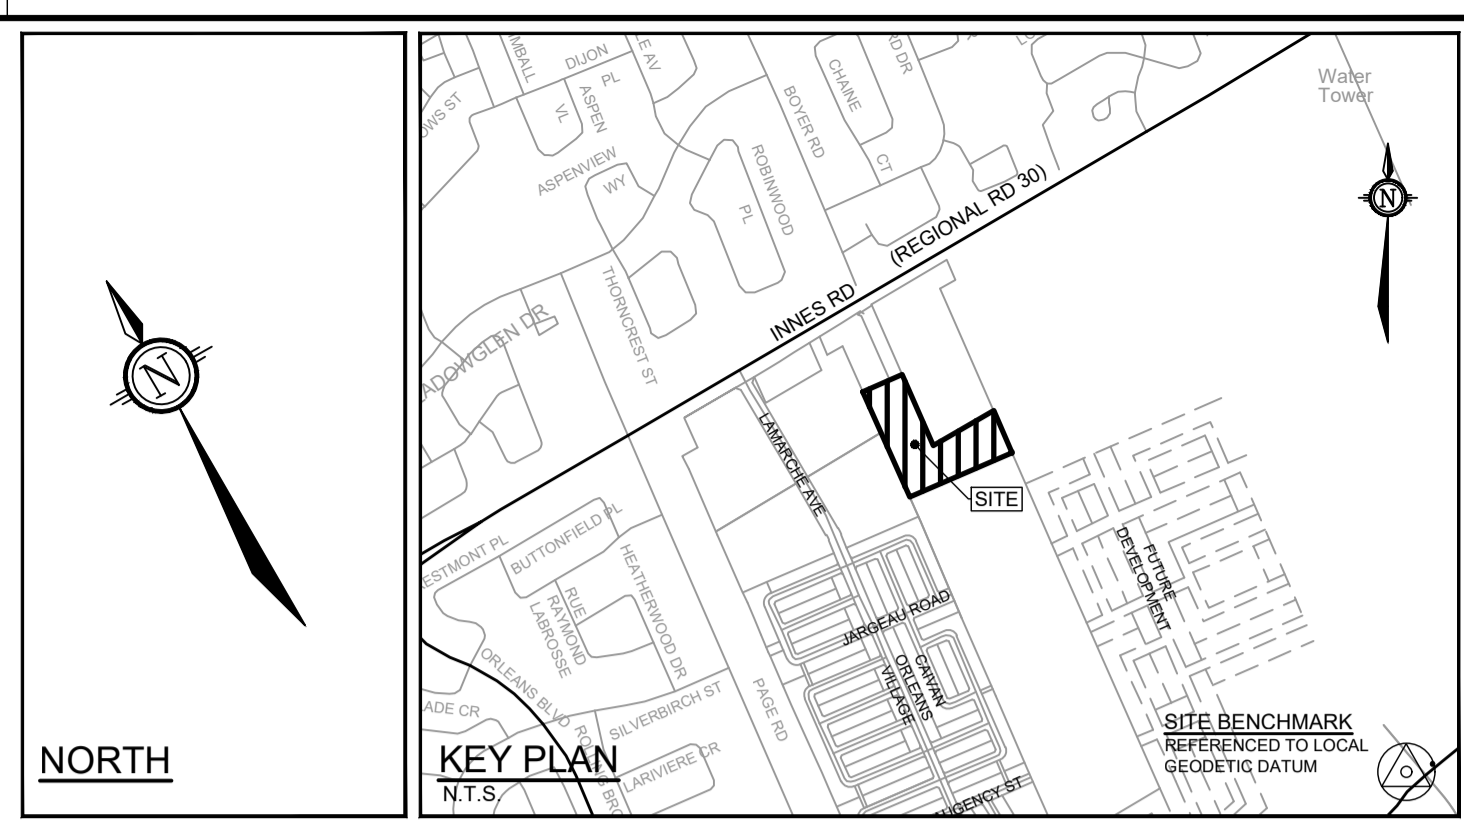 N
NORTH
DIJON
PL
ASPEN
VL
ASPENVIEW
WY
BOYER RD
CHAINE
CT
ROBINWOOD
PL
Water
Tower
N
(REGIONAL RD 30)
INNES RD
THORNCREST ST
LAMARCHE AVE
SITE
BUTTONFIELD PL
HEATHERWOOD DR
RUE
RAYMOND
LABROSSE
ORLEANS BLVD
SILVERBIRCH ST
LARIVIERE CR
PAGE RD
JARGEAU ROAD
CAIVAN
ORLEANS
VILLAGE
FUTURE
DEVELOPMENT
KEY PLAN
N.T.S.
SITE BENCHMARK
REFERENCED TO LOCAL
GEODETIC DATUM